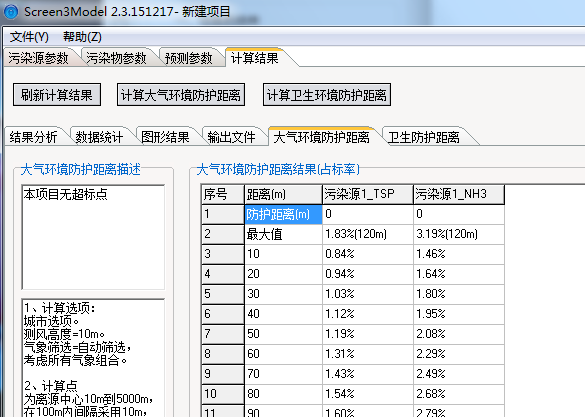 Screen3Model 2.3.151217- 新建项目
文件(Y) 帮助(Z)
污染源参数 污染物参数 预测参数 计算结果
刷新计算结果 计算大气环境防护距离 计算卫生环境防护距离
结果分析 数据统计 图形结果 输出文件 大气环境防护距离 卫生防护距离
大气环境防护距离描述
本项目无超标点
1、计算选项:
城市选项。
测风高度=10m。
气象筛选=自动筛选,
考虑所有气象组合。
2、计算点
为离源中心10m到5000m,
在100m内间隔采用10m,
大气环境防护距离结果(占标率)
序号 距离(m) 污染源1_TSP 污染源1_NH3
1 防护距离(m) 0 0
2 最大值 1.83%(120m) 3.19%(120m)
3 10 0.84% 1.46%
4 20 0.94% 1.64%
5 30 1.03% 1.80%
6 40 1.12% 1.95%
7 50 1.19% 2.08%
8 60 1.31% 2.29%
9 70 1.43% 2.49%
10 80 1.54% 2.68%
11 90 1.60% 2.79%